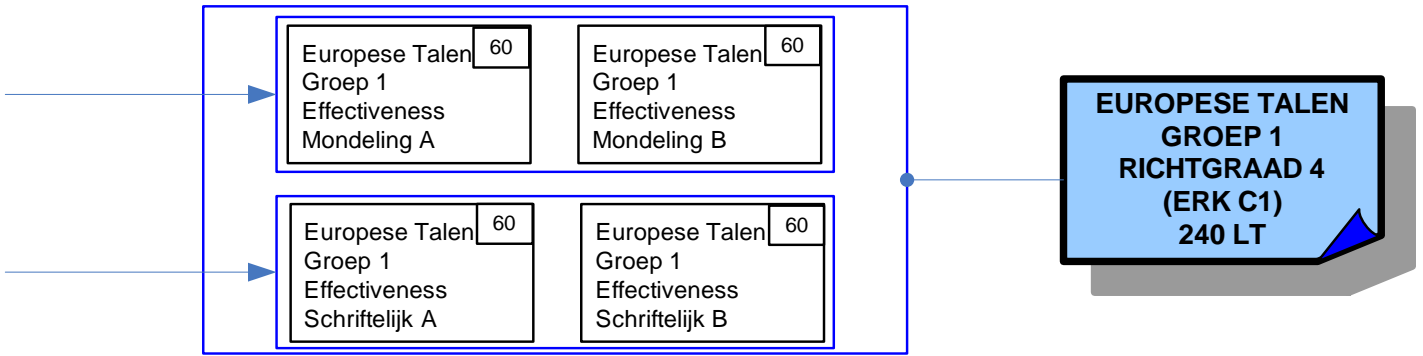 Europese Talen
Groep 1
Effectiveness
Mondeling A
60
Europese Talen
Groep 1
Effectiveness
Mondeling B
60
Europese Talen
Groep 1
Effectiveness
Schriftelijk A
60
Europese Talen
Groep 1
Effectiveness
Schriftelijk B
60
EUROPESE TALEN
GROEP 1
RICHTGRAAD 4
(ERK C1)
240 LT